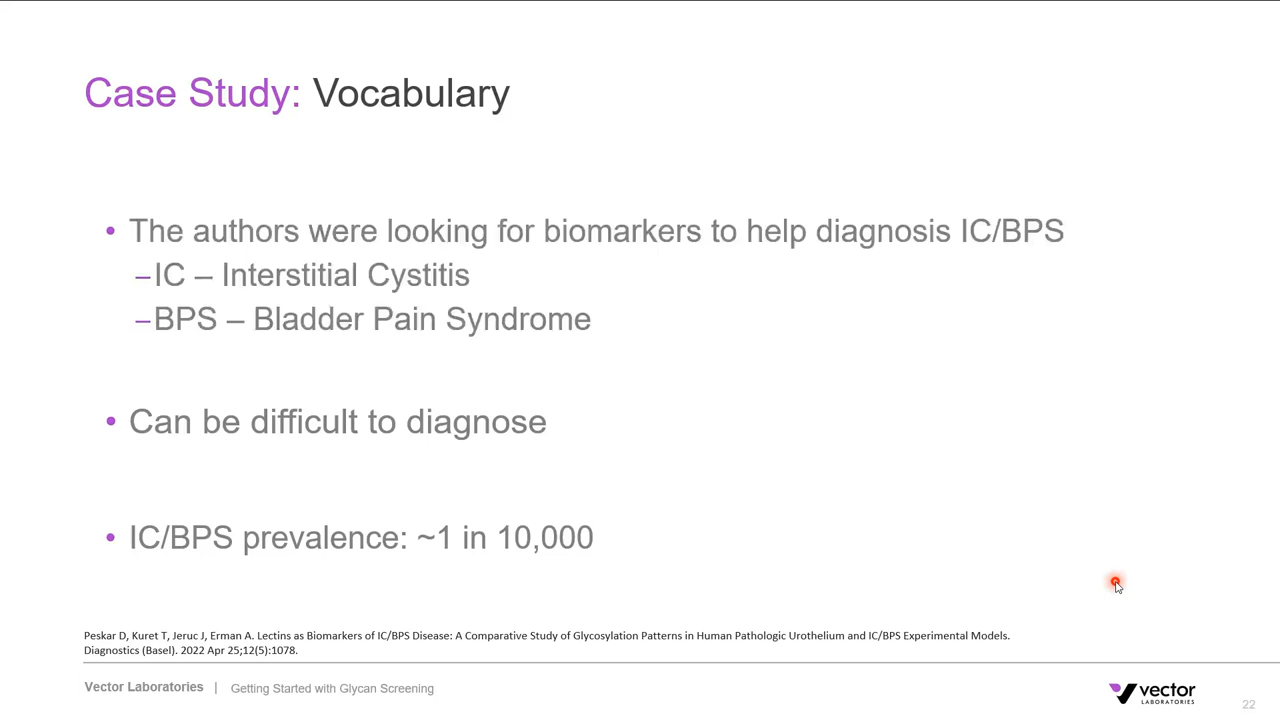 Case Study: Vocabulary
• The authors were looking for biomarkers to help diagnosis IC/BPS
–IC – Interstitial Cystitis
–BPS – Bladder Pain Syndrome
• Can be difficult to diagnose
• IC/BPS prevalence: ~1 in 10,000
Peskar D, Kuret T, Jeruc J, Erman A. Lectins as Biomarkers of IC/BPS Disease: A Comparative Study of Glycosylation Patterns in Human Pathologic Urothelium and IC/BPS Experimental Models.
Diagnostics (Basel). 2022 Apr 25;12(5):1078.
Vector Laboratories | Getting Started with Glycan Screening
vector
LABORATORIES
22